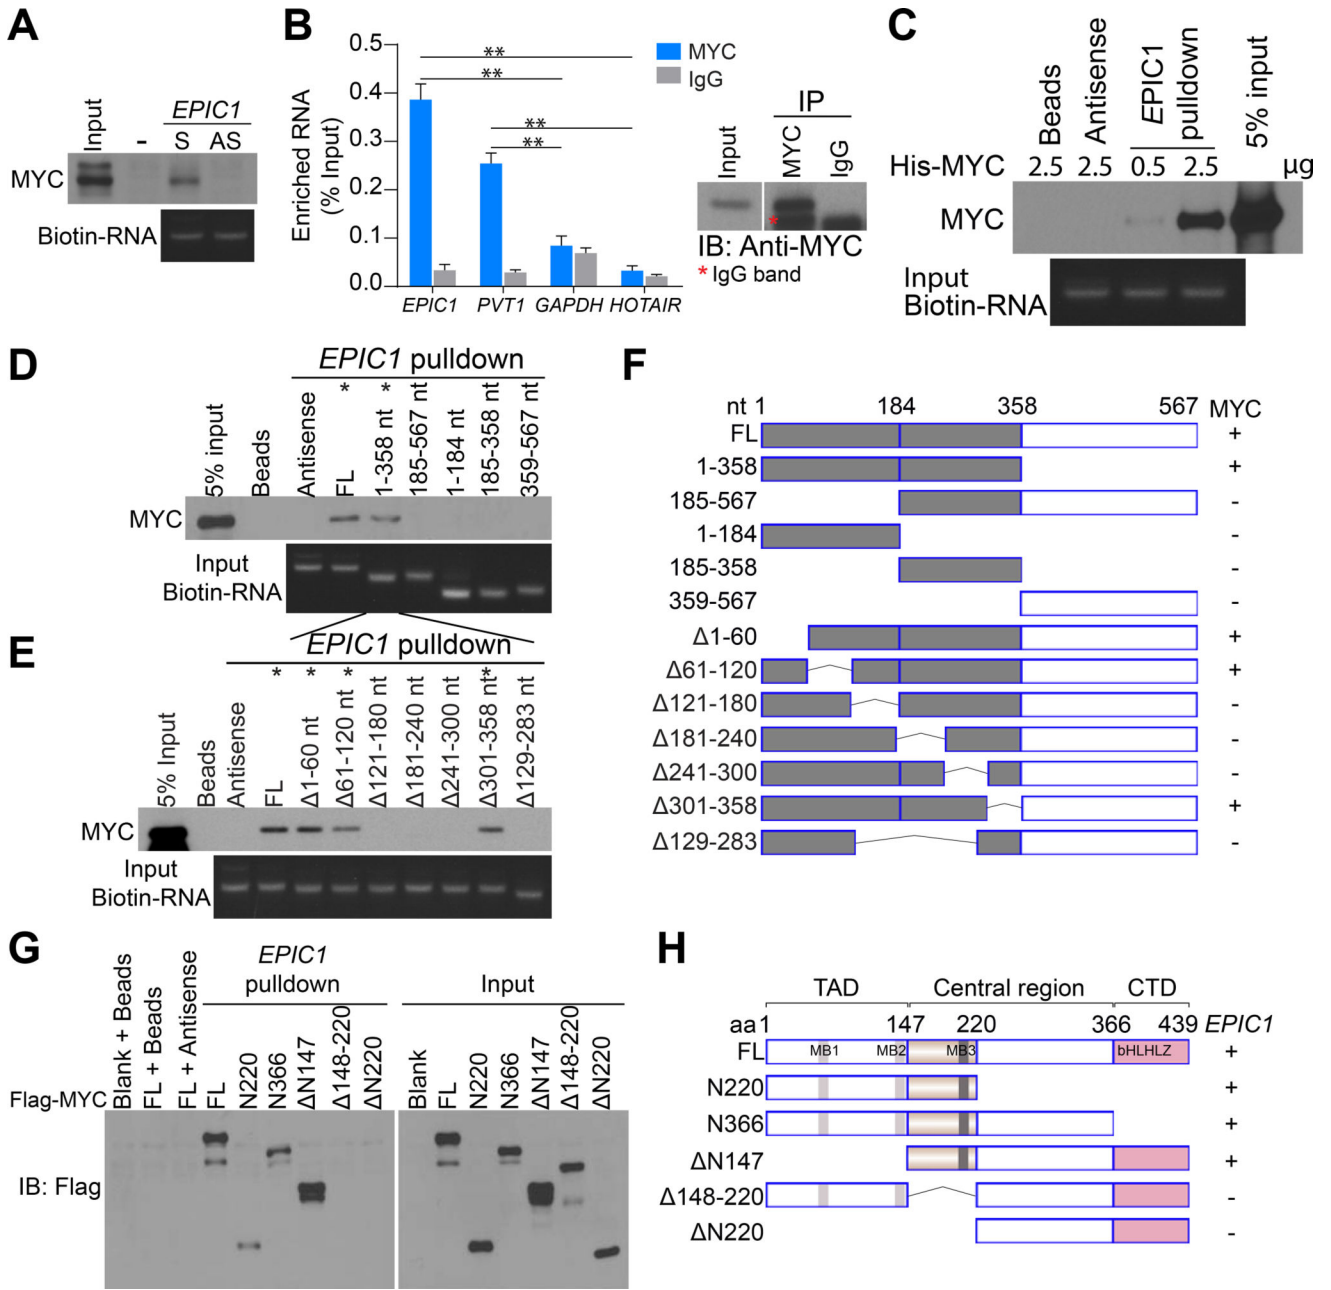 A
Input
-
EPIC1
S
AS
MYC
Biotin-RNA
B
Enriched RNA
(% Input)
0.5
0.4
0.3
0.2
0.1
0.0
**
**
**
**
MYC
IgG
EPIC1 PVT1 GAPDH HOTAIR
IP
Input
MYC
IgG
*
IB: Anti-MYC
* IgG band
C
Beads
Antisense
EPIC1
pulldown
5% input
His-MYC 2.5 2.5 0.5 2.5 µg
MYC
Input
Biotin-RNA
D
EPIC1 pulldown
* *
5% input
Beads
Antisense
FL
1-358 nt
185-567 nt
1-184 nt
185-358 nt
359-567 nt
MYC
Input
Biotin-RNA
E
EPIC1 pulldown
* * * *
5% Input
Beads
Antisense
FL
Δ1-60 nt
Δ61-120 nt
Δ121-180 nt
Δ181-240 nt
Δ241-300 nt
Δ301-358 nt
Δ129-283 nt
MYC
Input
Biotin-RNA
F
nt 1 184 358 567 MYC
FL +
1-358 +
185-567 -
1-184 -
185-358 -
359-567 -
Δ1-60 +
Δ61-120 +
Δ121-180 -
Δ181-240 -
Δ241-300 -
Δ301-358 +
Δ129-283 -
G
EPIC1
pulldown
Input
Blank + Beads
FL + Beads
FL + Antisense
FL
N220
N366
ΔN147
Δ148-220
ΔN220
Blank
FL
N220
N366
ΔN147
Δ148-220
ΔN220
Flag-MYC
IB: Flag
H
TAD Central region CTD
aa 1 147 220 366 439 EPIC1
FL MB1 MB2 MB3 bHLHLZ +
N220 +
N366 +
ΔN147 +
Δ148-220 -
ΔN220 -